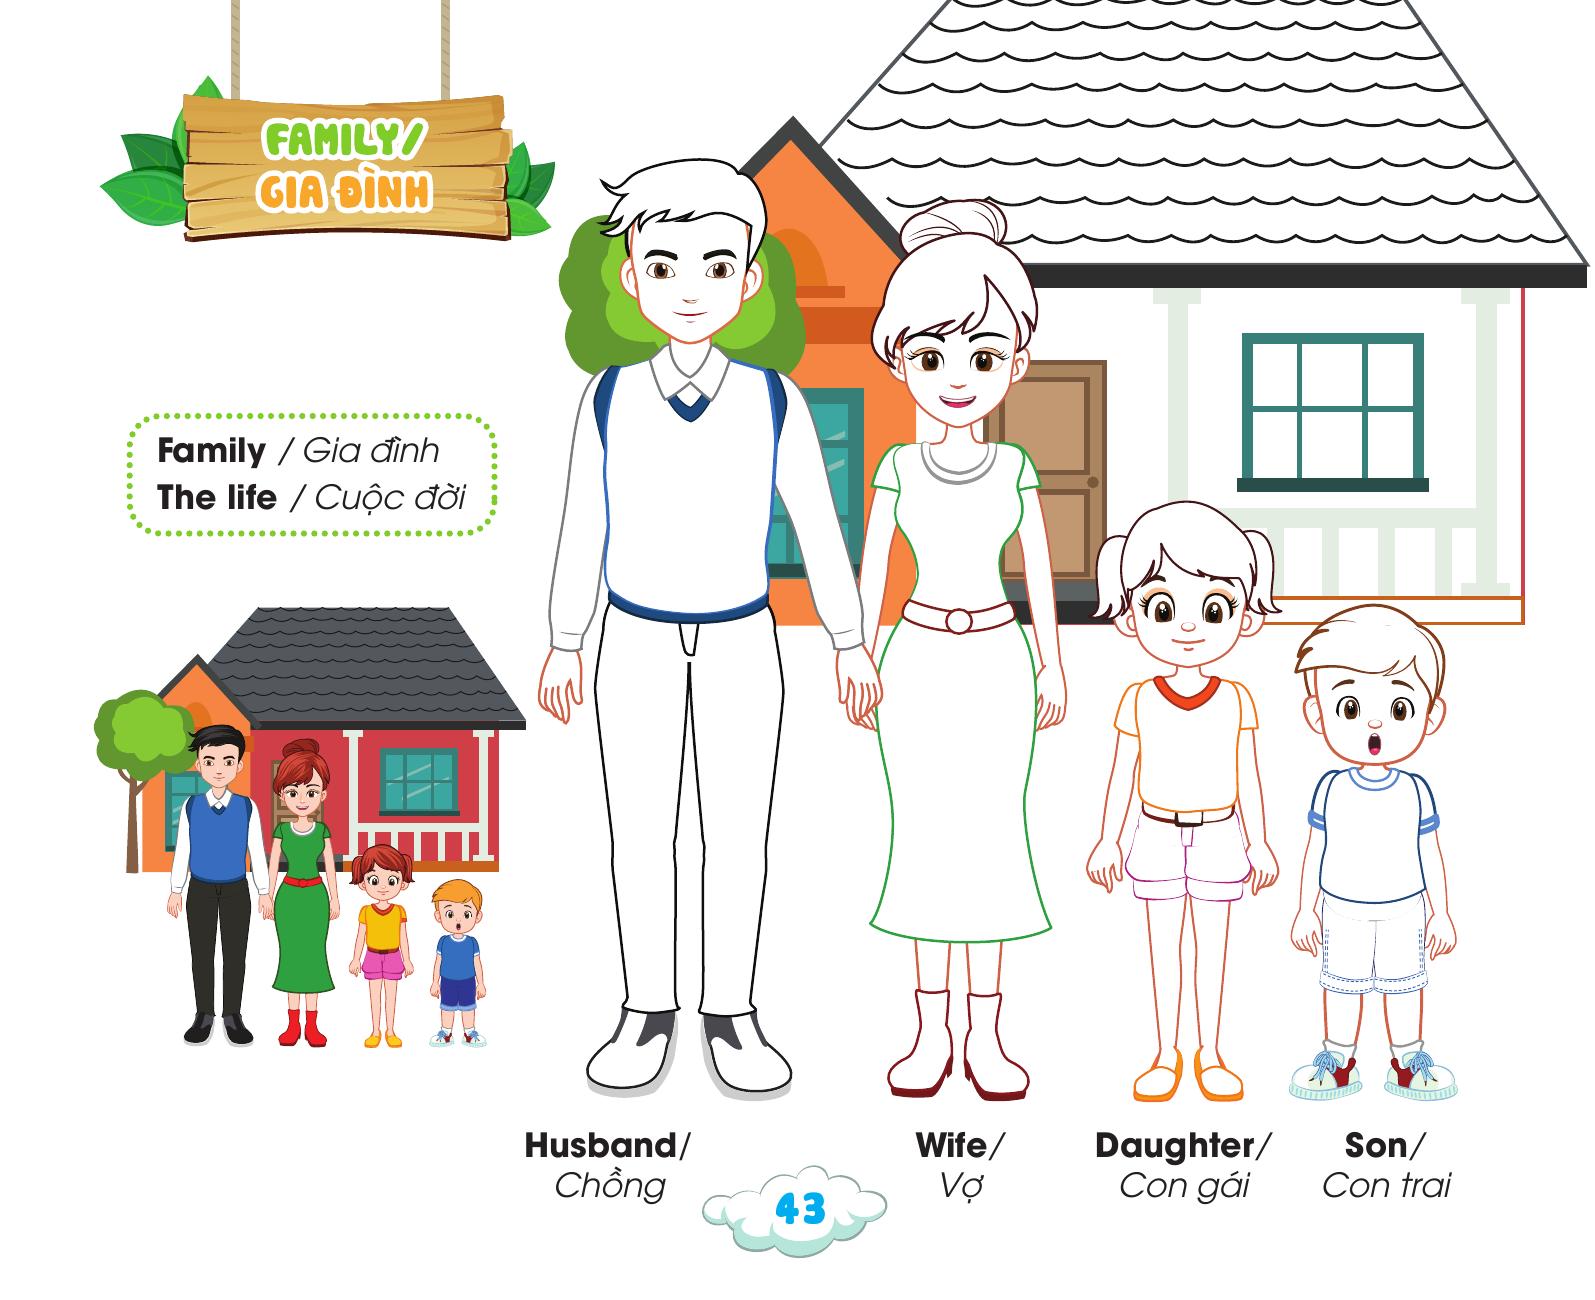 FAMILY/
GIA ĐÌNH
Family / Gia đình
The life / Cuộc đời
Husband/
Chồng
Wife/
Vợ
Daughter/
Con gái
Son/
Con trai
43